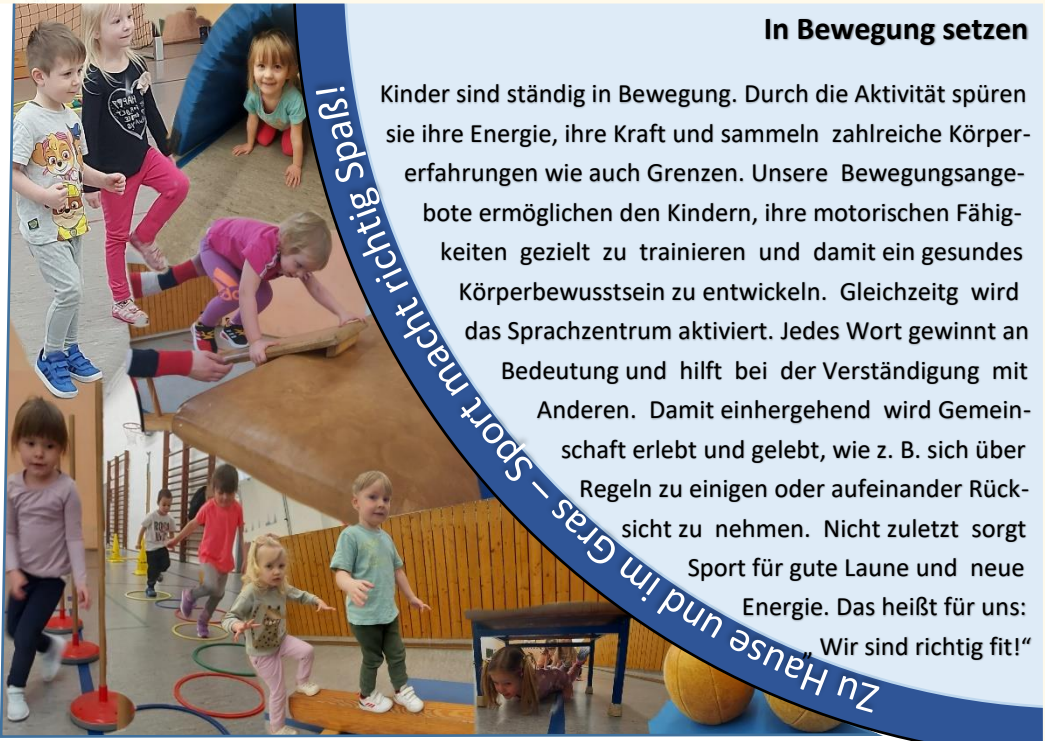 In Bewegung setzen
Kinder sind ständig in Bewegung. Durch die Aktivität spüren
sie ihre Energie, ihre Kraft und sammeln zahlreiche Körper-
erfahrungen wie auch Grenzen. Unsere Bewegungsange-
bote ermöglichen den Kindern, ihre motorischen Fähig-
keiten gezielt zu trainieren und damit ein gesundes
Körperbewusstsein zu entwickeln. Gleichzeitg wird
das Sprachzentrum aktiviert. Jedes Wort gewinnt an
Bedeutung und hilft bei der Verständigung mit
Anderen. Damit einhergehend wird Gemein-
schaft erlebt und gelebt, wie z. B. sich über
Regeln zu einigen oder aufeinander Rück-
sicht zu nehmen. Nicht zuletzt sorgt
Sport für gute Laune und neue
Energie. Das heißt für uns:
„ Wir sind richtig fit!“
Zu Hause und im Gras – Sport macht richtig Spaß!